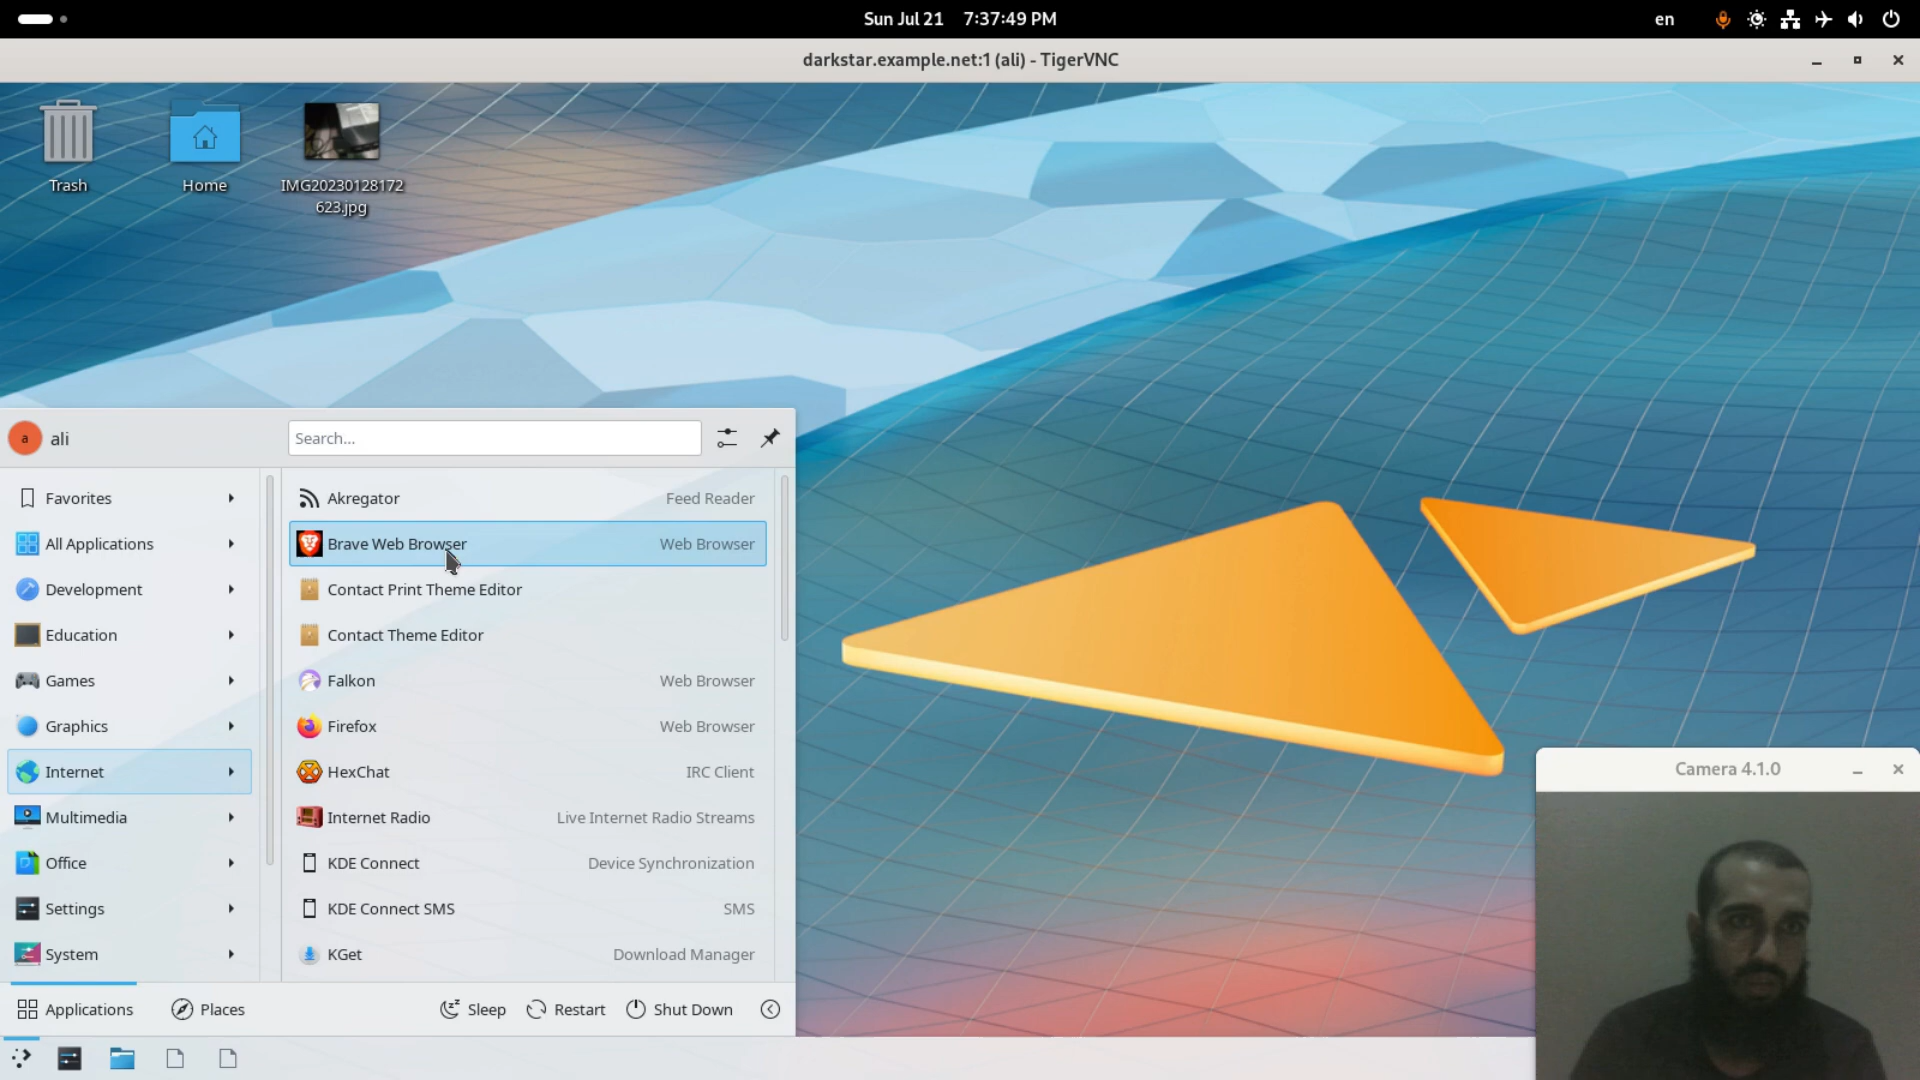 Sun Jul 21 7:37:49 PM
en
darkstar.example.net:1 (ali) - TigerVNC
Trash
Home
IMG20230128172
623.jpg
a
ali
Search...
Favorites
All Applications
Development
Education
Games
Graphics
Internet
Multimedia
Office
Settings
System
Akregator Feed Reader
Brave Web Browser Web Browser
Contact Print Theme Editor
Contact Theme Editor
Falkon Web Browser
Firefox Web Browser
HexChat IRC Client
Internet Radio Live Internet Radio Streams
KDE Connect Device Synchronization
KDE Connect SMS SMS
KGet Download Manager
Applications
Places
Sleep
Restart
Shut Down
Camera 4.1.0